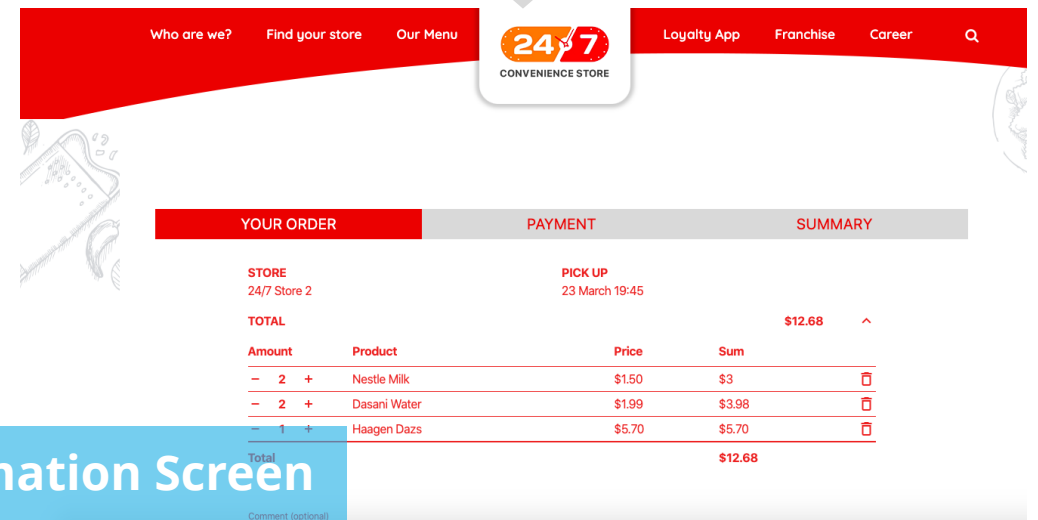 Who are we? Find your store Our Menu Loyalty App Franchise Career
24 7
CONVENIENCE STORE
YOUR ORDER PAYMENT SUMMARY
STORE PICK UP
24/7 Store 2 23 March 19:45
TOTAL $12.68
Amount Product Price Sum
− 2 + Nestle Milk $1.50 $3
− 2 + Dasani Water $1.99 $3.98
− 1 + Haagen Dazs $5.70 $5.70
Total $12.68
nation Screen
Comment (optional)